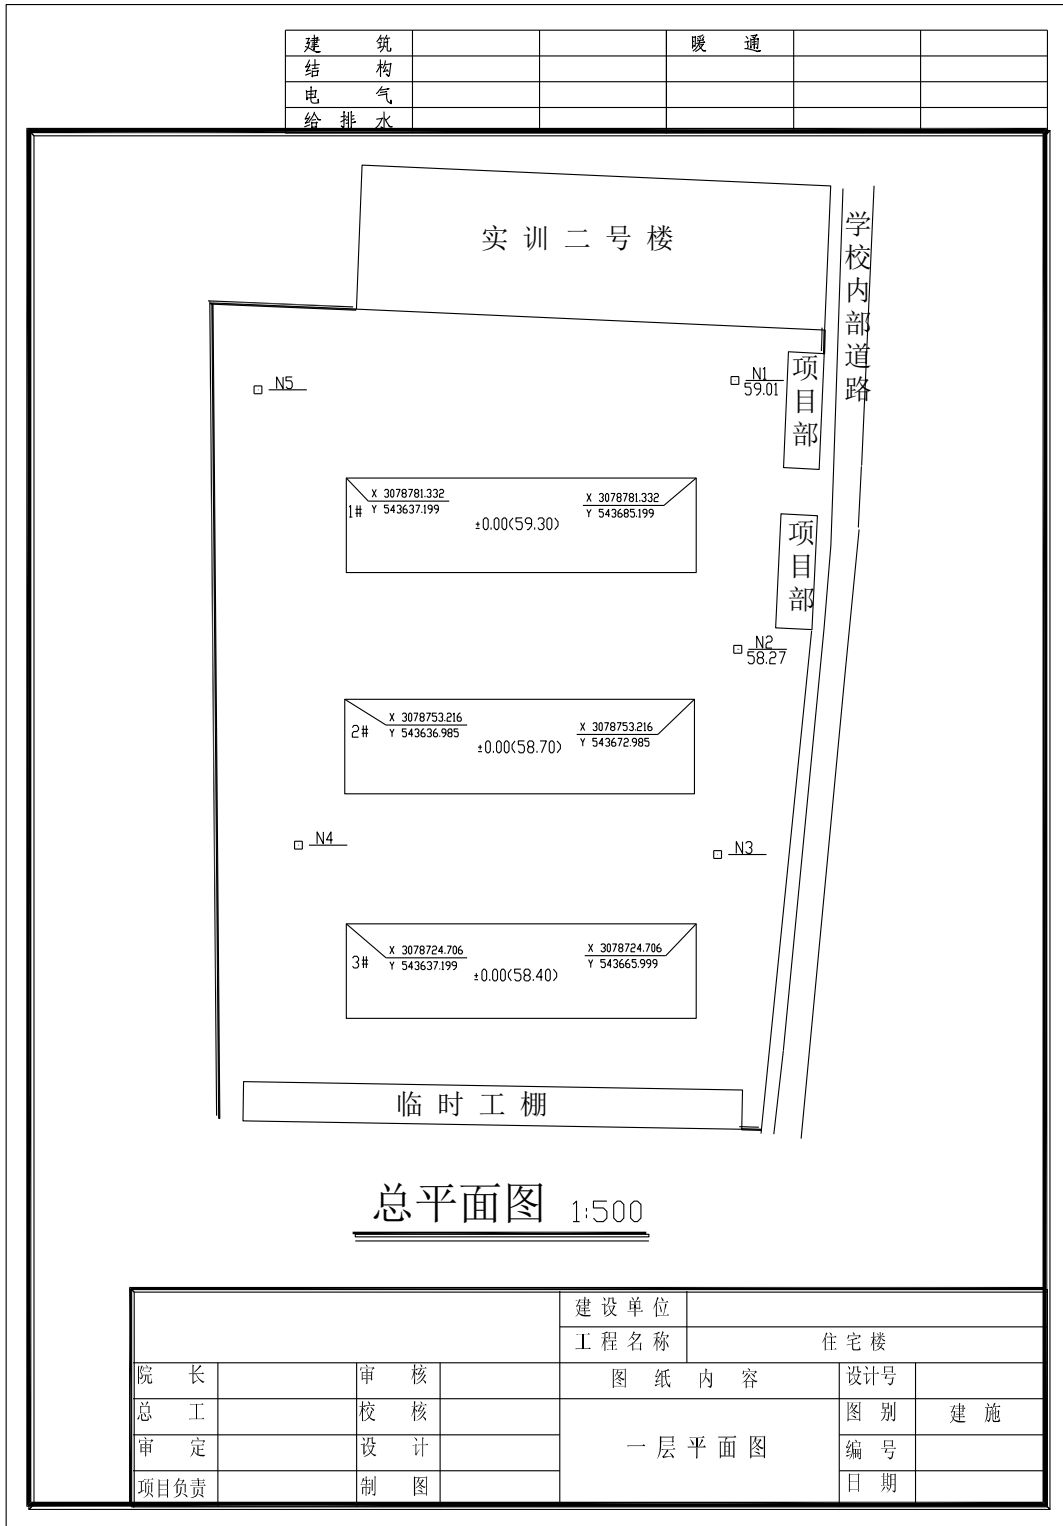 建 筑 暖 通
结 构
电 气
给 排 水
实 训 二 号 楼
学校内部道路
N5
N1
59.01
项目部
X 3078781.332
Y 543637.199
X 3078781.332
Y 543685.199
1#
±0.00(59.30)
项目部
N2
58.27
X 3078753.216
Y 543636.985
X 3078753.216
Y 543672.985
2#
±0.00(58.70)
N4
N3
X 3078724.706
Y 543637.199
X 3078724.706
Y 543665.999
3#
±0.00(58.40)
临 时 工 棚
总平面图 1:500
建 设 单 位
工 程 名 称 住 宅 楼
院 长 审 核 图 纸 内 容 设计号
总 工 校 核 图 别 建 施
审 定 设 计 一 层 平 面 图 编 号
项目负责 制 图 日 期